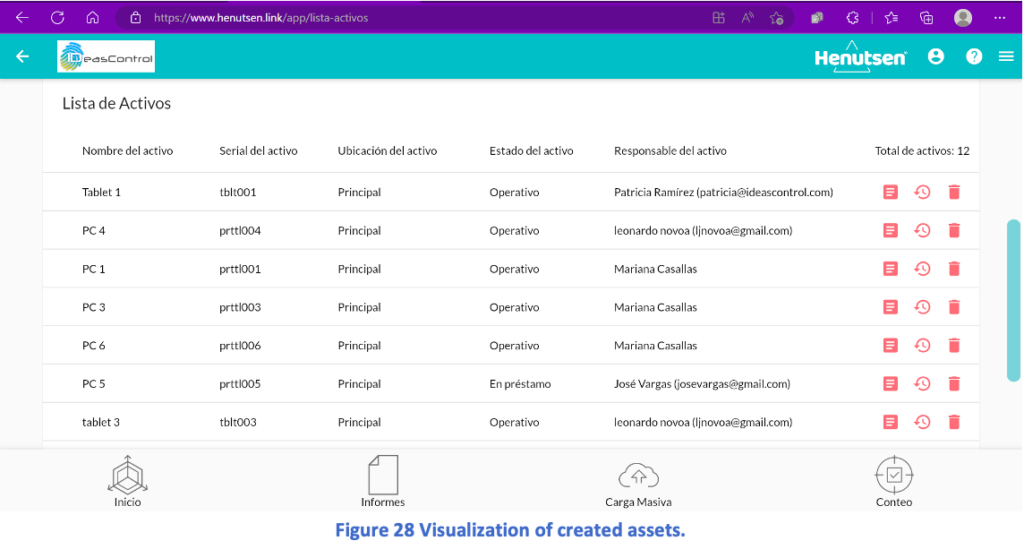 https://www.henutsen.link/app/lista-activos
IDeasControl
Henutsen
Lista de Activos
Nombre del activo Serial del activo Ubicación del activo Estado del activo Responsable del activo Total de activos: 12
Tablet 1 tblt001 Principal Operativo Patricia Ramírez (patricia@ideascontrol.com)
PC 4 prttl004 Principal Operativo leonardo novoa (ljnovoa@gmail.com)
PC 1 prttl001 Principal Operativo Mariana Casallas
PC 3 prttl003 Principal Operativo Mariana Casallas
PC 6 prttl006 Principal Operativo Mariana Casallas
PC 5 prttl005 Principal En préstamo José Vargas (josevargas@gmail.com)
tablet 3 tblt003 Principal Operativo leonardo novoa (ljnovoa@gmail.com)
Inicio Informes Carga Masiva Conteo
Figure 28 Visualization of created assets.